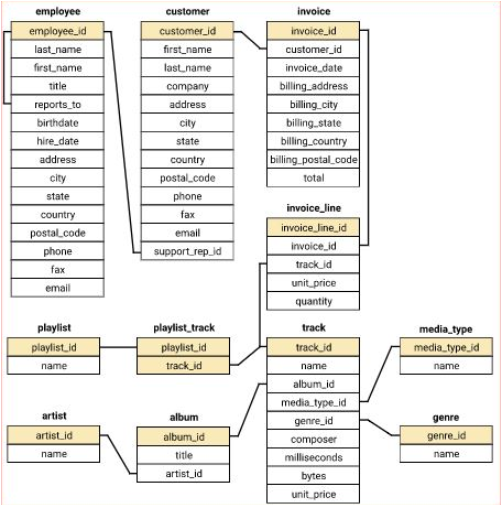 employee
employee_id
last_name
first_name
title
reports_to
birthdate
hire_date
address
city
state
country
postal_code
phone
fax
email
customer
customer_id
first_name
last_name
company
address
city
state
country
postal_code
phone
fax
email
support_rep_id
invoice
invoice_id
customer_id
invoice_date
billing_address
billing_city
billing_state
billing_country
billing_postal_code
total
invoice_line
invoice_line_id
invoice_id
track_id
unit_price
quantity
playlist
playlist_id
name
playlist_track
playlist_id
track_id
track
track_id
name
album_id
media_type_id
genre_id
composer
milliseconds
bytes
unit_price
media_type
media_type_id
name
artist
artist_id
name
album
album_id
title
artist_id
genre
genre_id
name